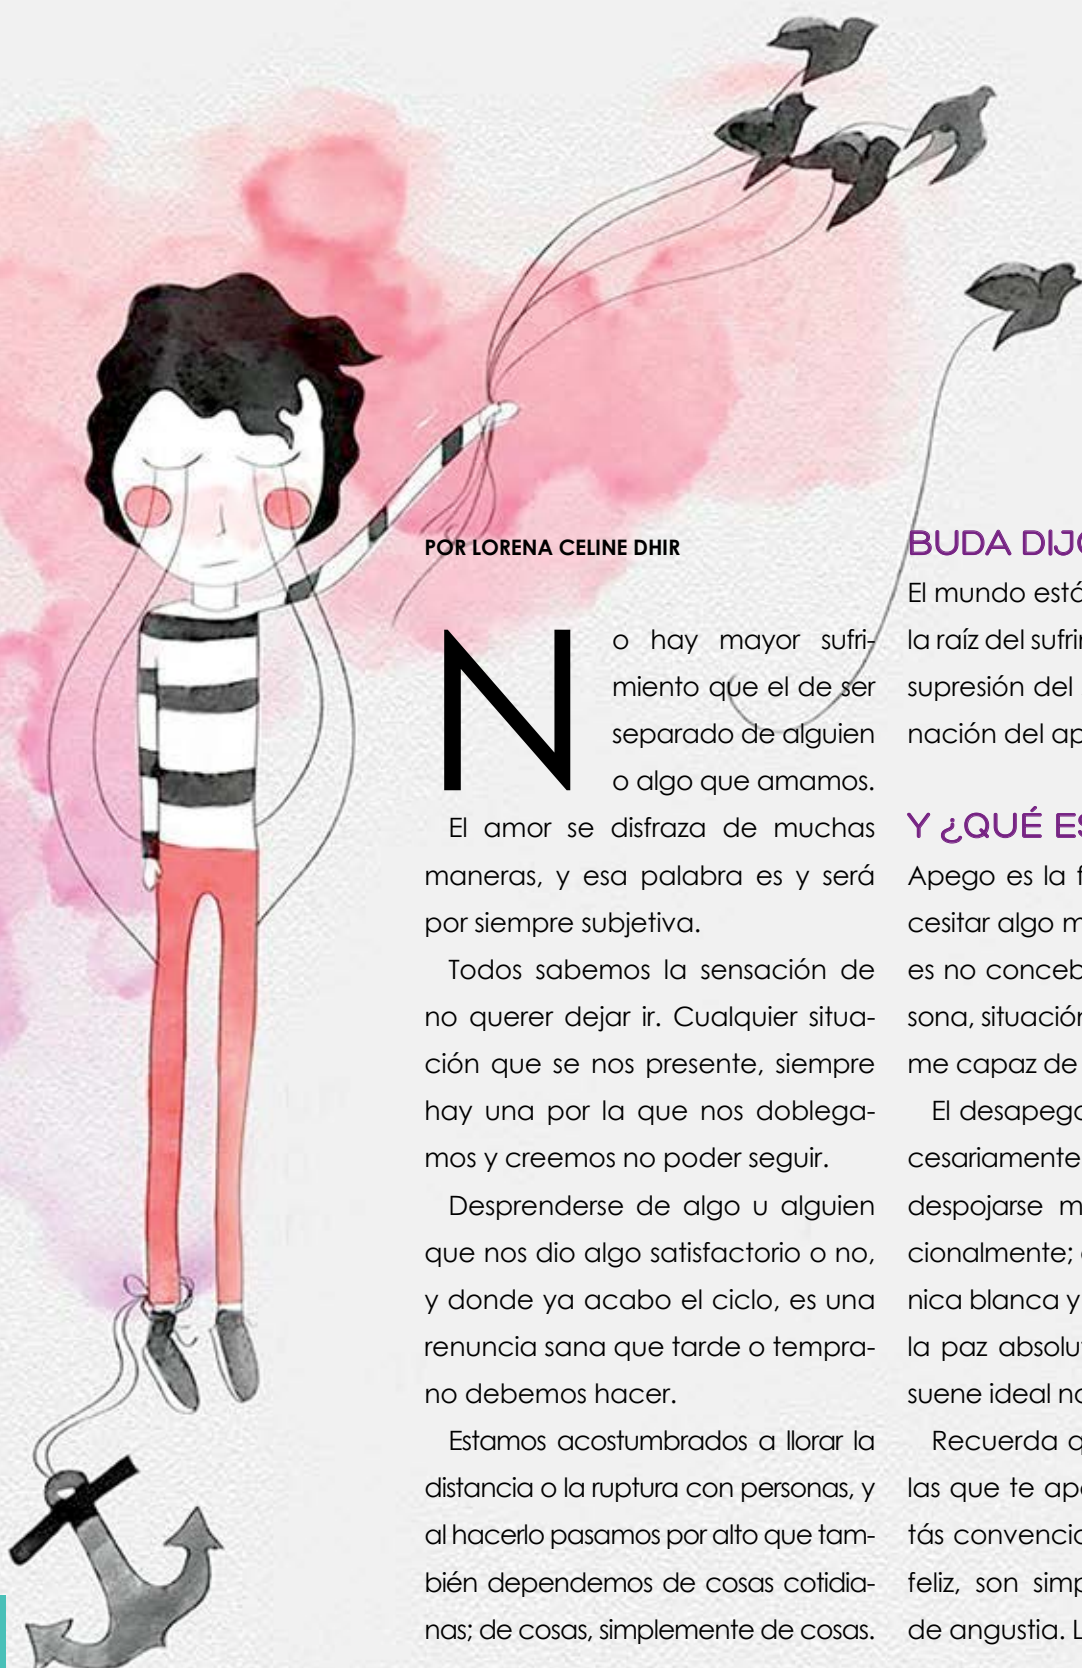 POR LORENA CELINE DHIR
No hay mayor sufri-
miento que el de ser
separado de alguien
o algo que amamos.
El amor se disfraza de muchas
maneras, y esa palabra es y será
por siempre subjetiva.
Todos sabemos la sensación de
no querer dejar ir. Cualquier situa-
ción que se nos presente, siempre
hay una por la que nos doblega-
mos y creemos no poder seguir.
Desprenderse de algo u alguien
que nos dio algo satisfactorio o no,
y donde ya acabo el ciclo, es una
renuncia sana que tarde o tempra-
no debemos hacer.
Estamos acostumbrados a llorar la
distancia o la ruptura con personas, y
al hacerlo pasamos por alto que tam-
bién dependemos de cosas cotidia-
nas; de cosas, simplemente de cosas.
BUDA DIJ
El mundo est
la raíz del sufri
supresión del
nación del ap
Y ¿QUÉ ES
Apego es la f
cesitar algo m
es no conceb
sona, situación
me capaz de
El desapego
cesariamente
despojarse m
cionalmente;
nica blanca y
la paz absolu
suene ideal no
Recuerda q
las que te ap
tás convenci
feliz, son simp
de angustia. L